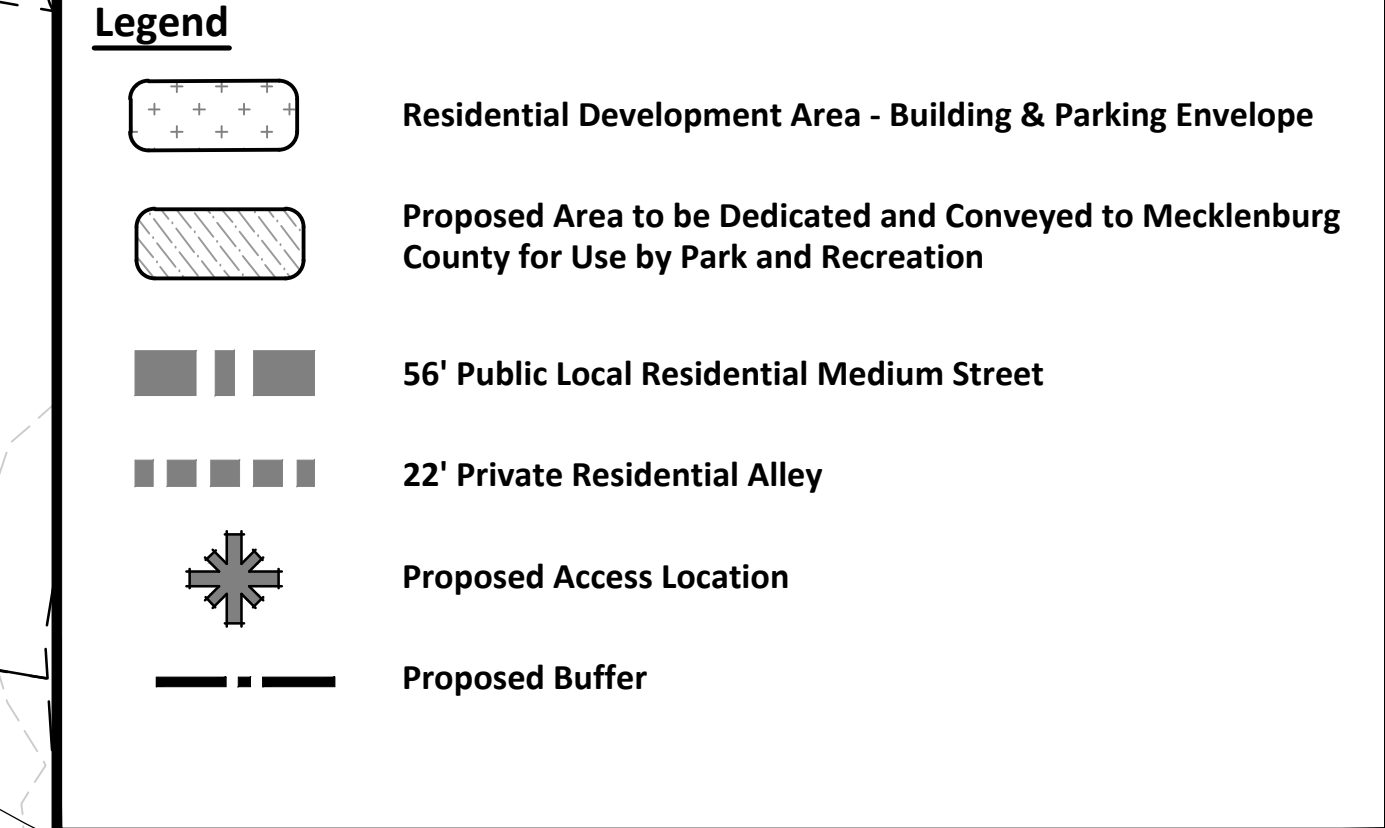 Legend
Residential Development Area - Building & Parking Envelope
Proposed Area to be Dedicated and Conveyed to Mecklenburg
County for Use by Park and Recreation
56' Public Local Residential Medium Street
22' Private Residential Alley
Proposed Access Location
Proposed Buffer